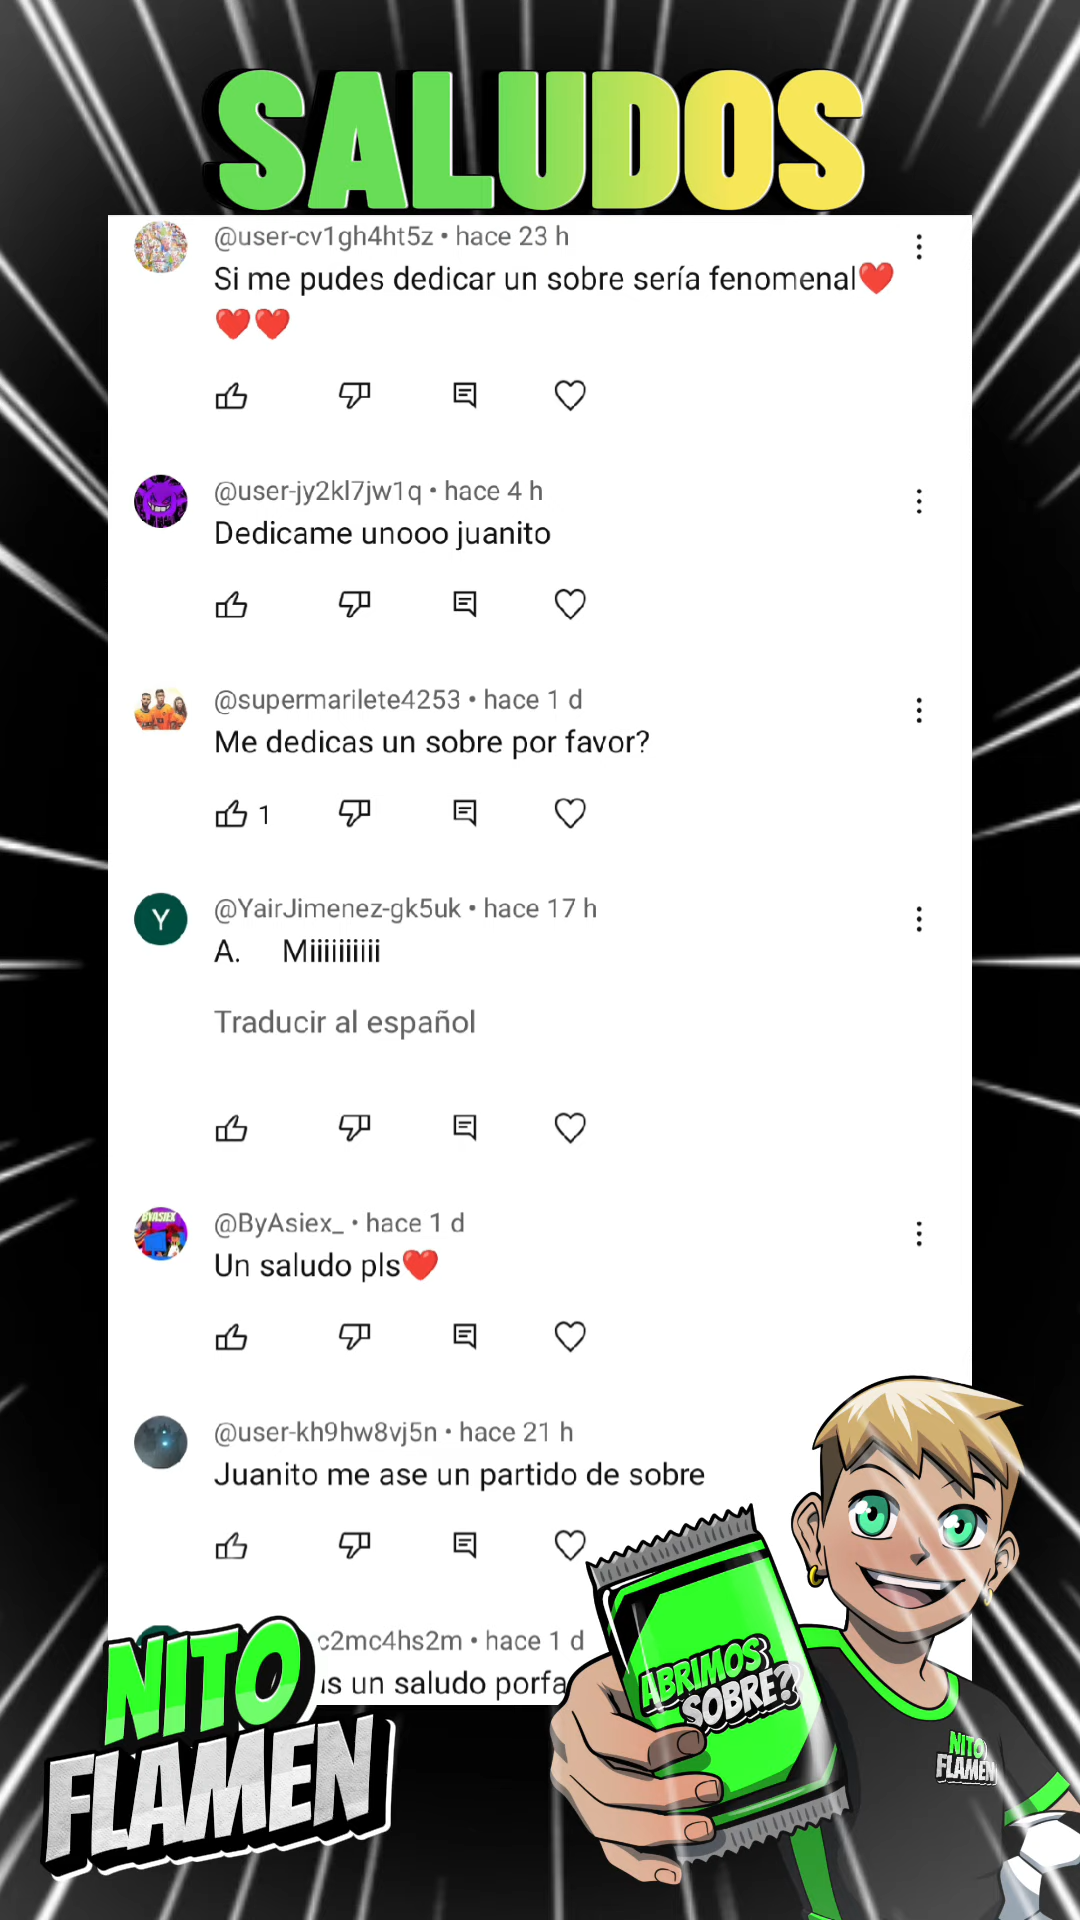 SALUDOS
@user-cv1gh4ht5z • hace 23 h
Si me pudes dedicar un sobre sería fenomenal❤️
❤️❤️
@user-jy2kl7jw1q • hace 4 h
Dedicame unooo juanito
@supermarilete4253 • hace 1 d
Me dedicas un sobre por favor?
1
Y
@YairJimenez-gk5uk • hace 17 h
A. Miiiiiiiiii
Traducir al español
BYASIEX
@ByAsiex_ • hace 1 d
Un saludo pls❤️
@user-kh9hw8vj5n • hace 21 h
Juanito me ase un partido de sobre
c2mc4hs2m • hace 1 d
un saludo porfa
NITO
FLAMEN
ABRIMOS
SOBRE?
NITO
FLAMEN